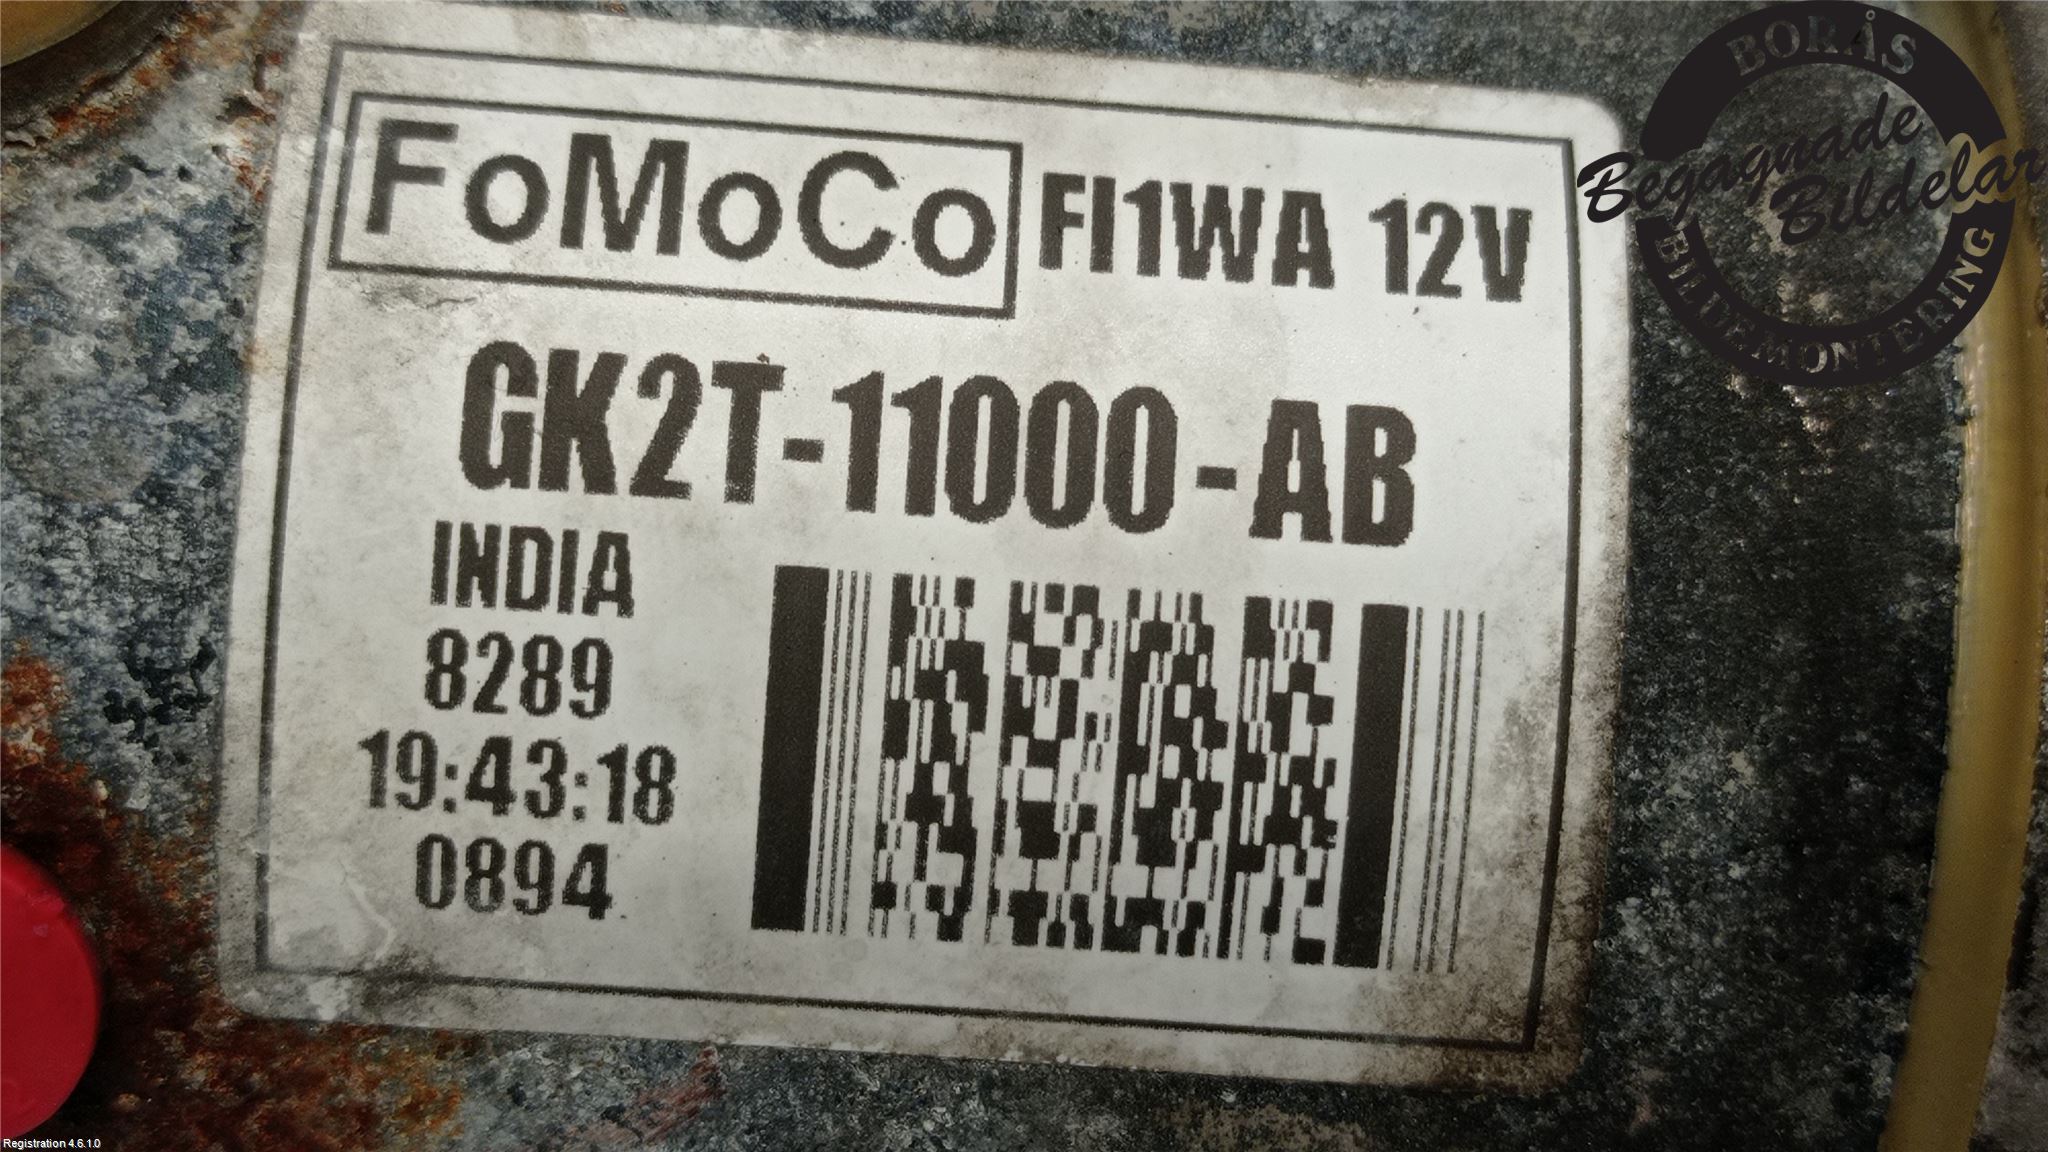 FoMoCo FI1WA 12V
GK2T-11000-AB
INDIA
8289
19:43:18
0894
BORÅS
Begagnade
Bildelar
BILDEMONTERING
Registration 4.6.1.0